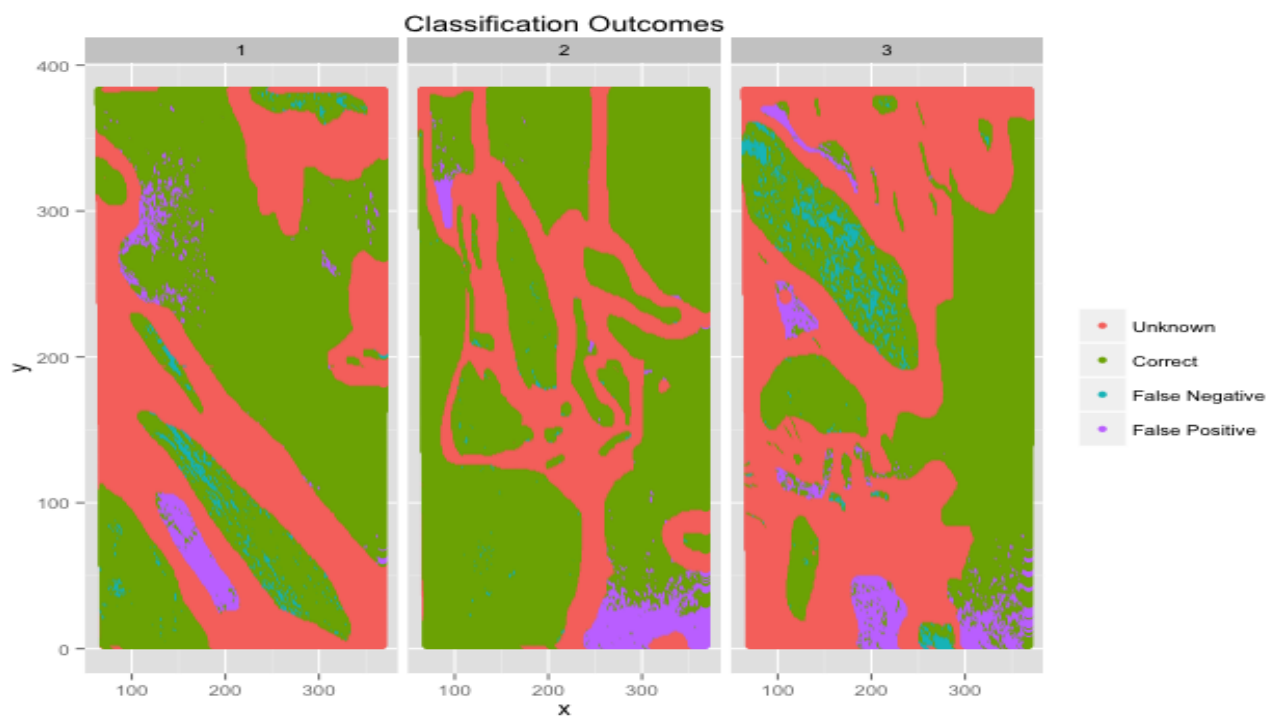 Classification Outcomes
1 2 3
400
300
200
100
0
y
100 200 300 100 200 300 100 200 300
x
Unknown
Correct
False Negative
False Positive